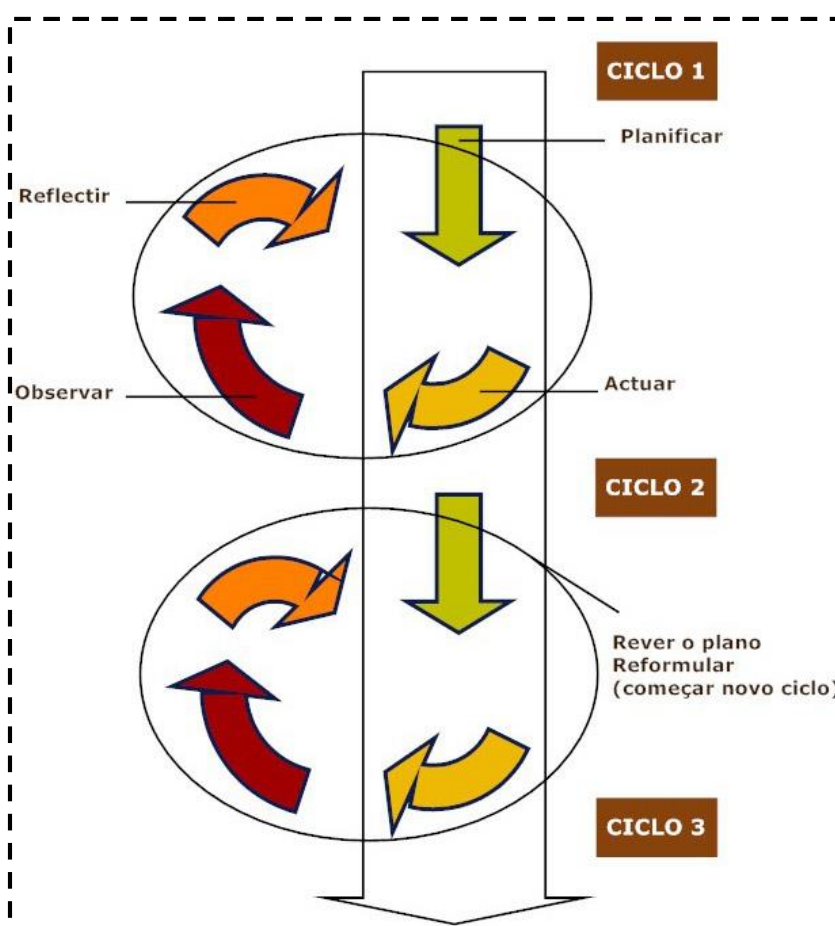 CICLO 1
Planificar
Reflectir
Observar
Actuar
CICLO 2
Rever o plano
Reformular
(começar novo ciclo)
CICLO 3